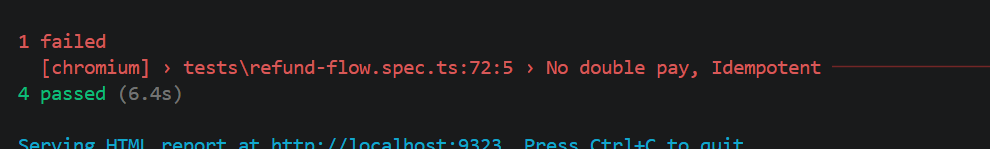 1 failed
[chromium] › tests\refund-flow.spec.ts:72:5 › No double pay, Idempotent
4 passed (6.4s)
Serving HTML report at http://localhost:9323. Press Ctrl+C to quit.